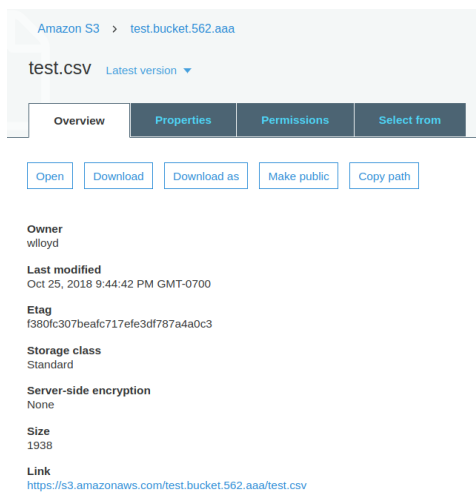 Amazon S3 > test.bucket.562.aaa
test.csv Latest version ▼
Overview Properties Permissions Select from
Open Download Download as Make public Copy path
Owner
wlloyd
Last modified
Oct 25, 2018 9:44:42 PM GMT-0700
Etag
f380fc307beafc717efe3df787a4a0c3
Storage class
Standard
Server-side encryption
None
Size
1938
Link
https://s3.amazonaws.com/test.bucket.562.aaa/test.csv